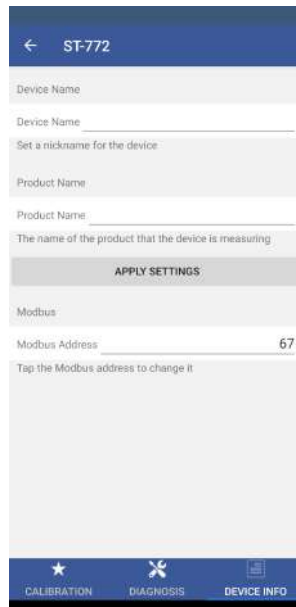 ST-772
Device Name
Device Name
Set a nickname for the device
Product Name
Product Name
The name of the product that the device is measuring
APPLY SETTINGS
Modbus
Modbus Address 67
Tap the Modbus address to change it
CALIBRATION DIAGNOSIS DEVICE INFO